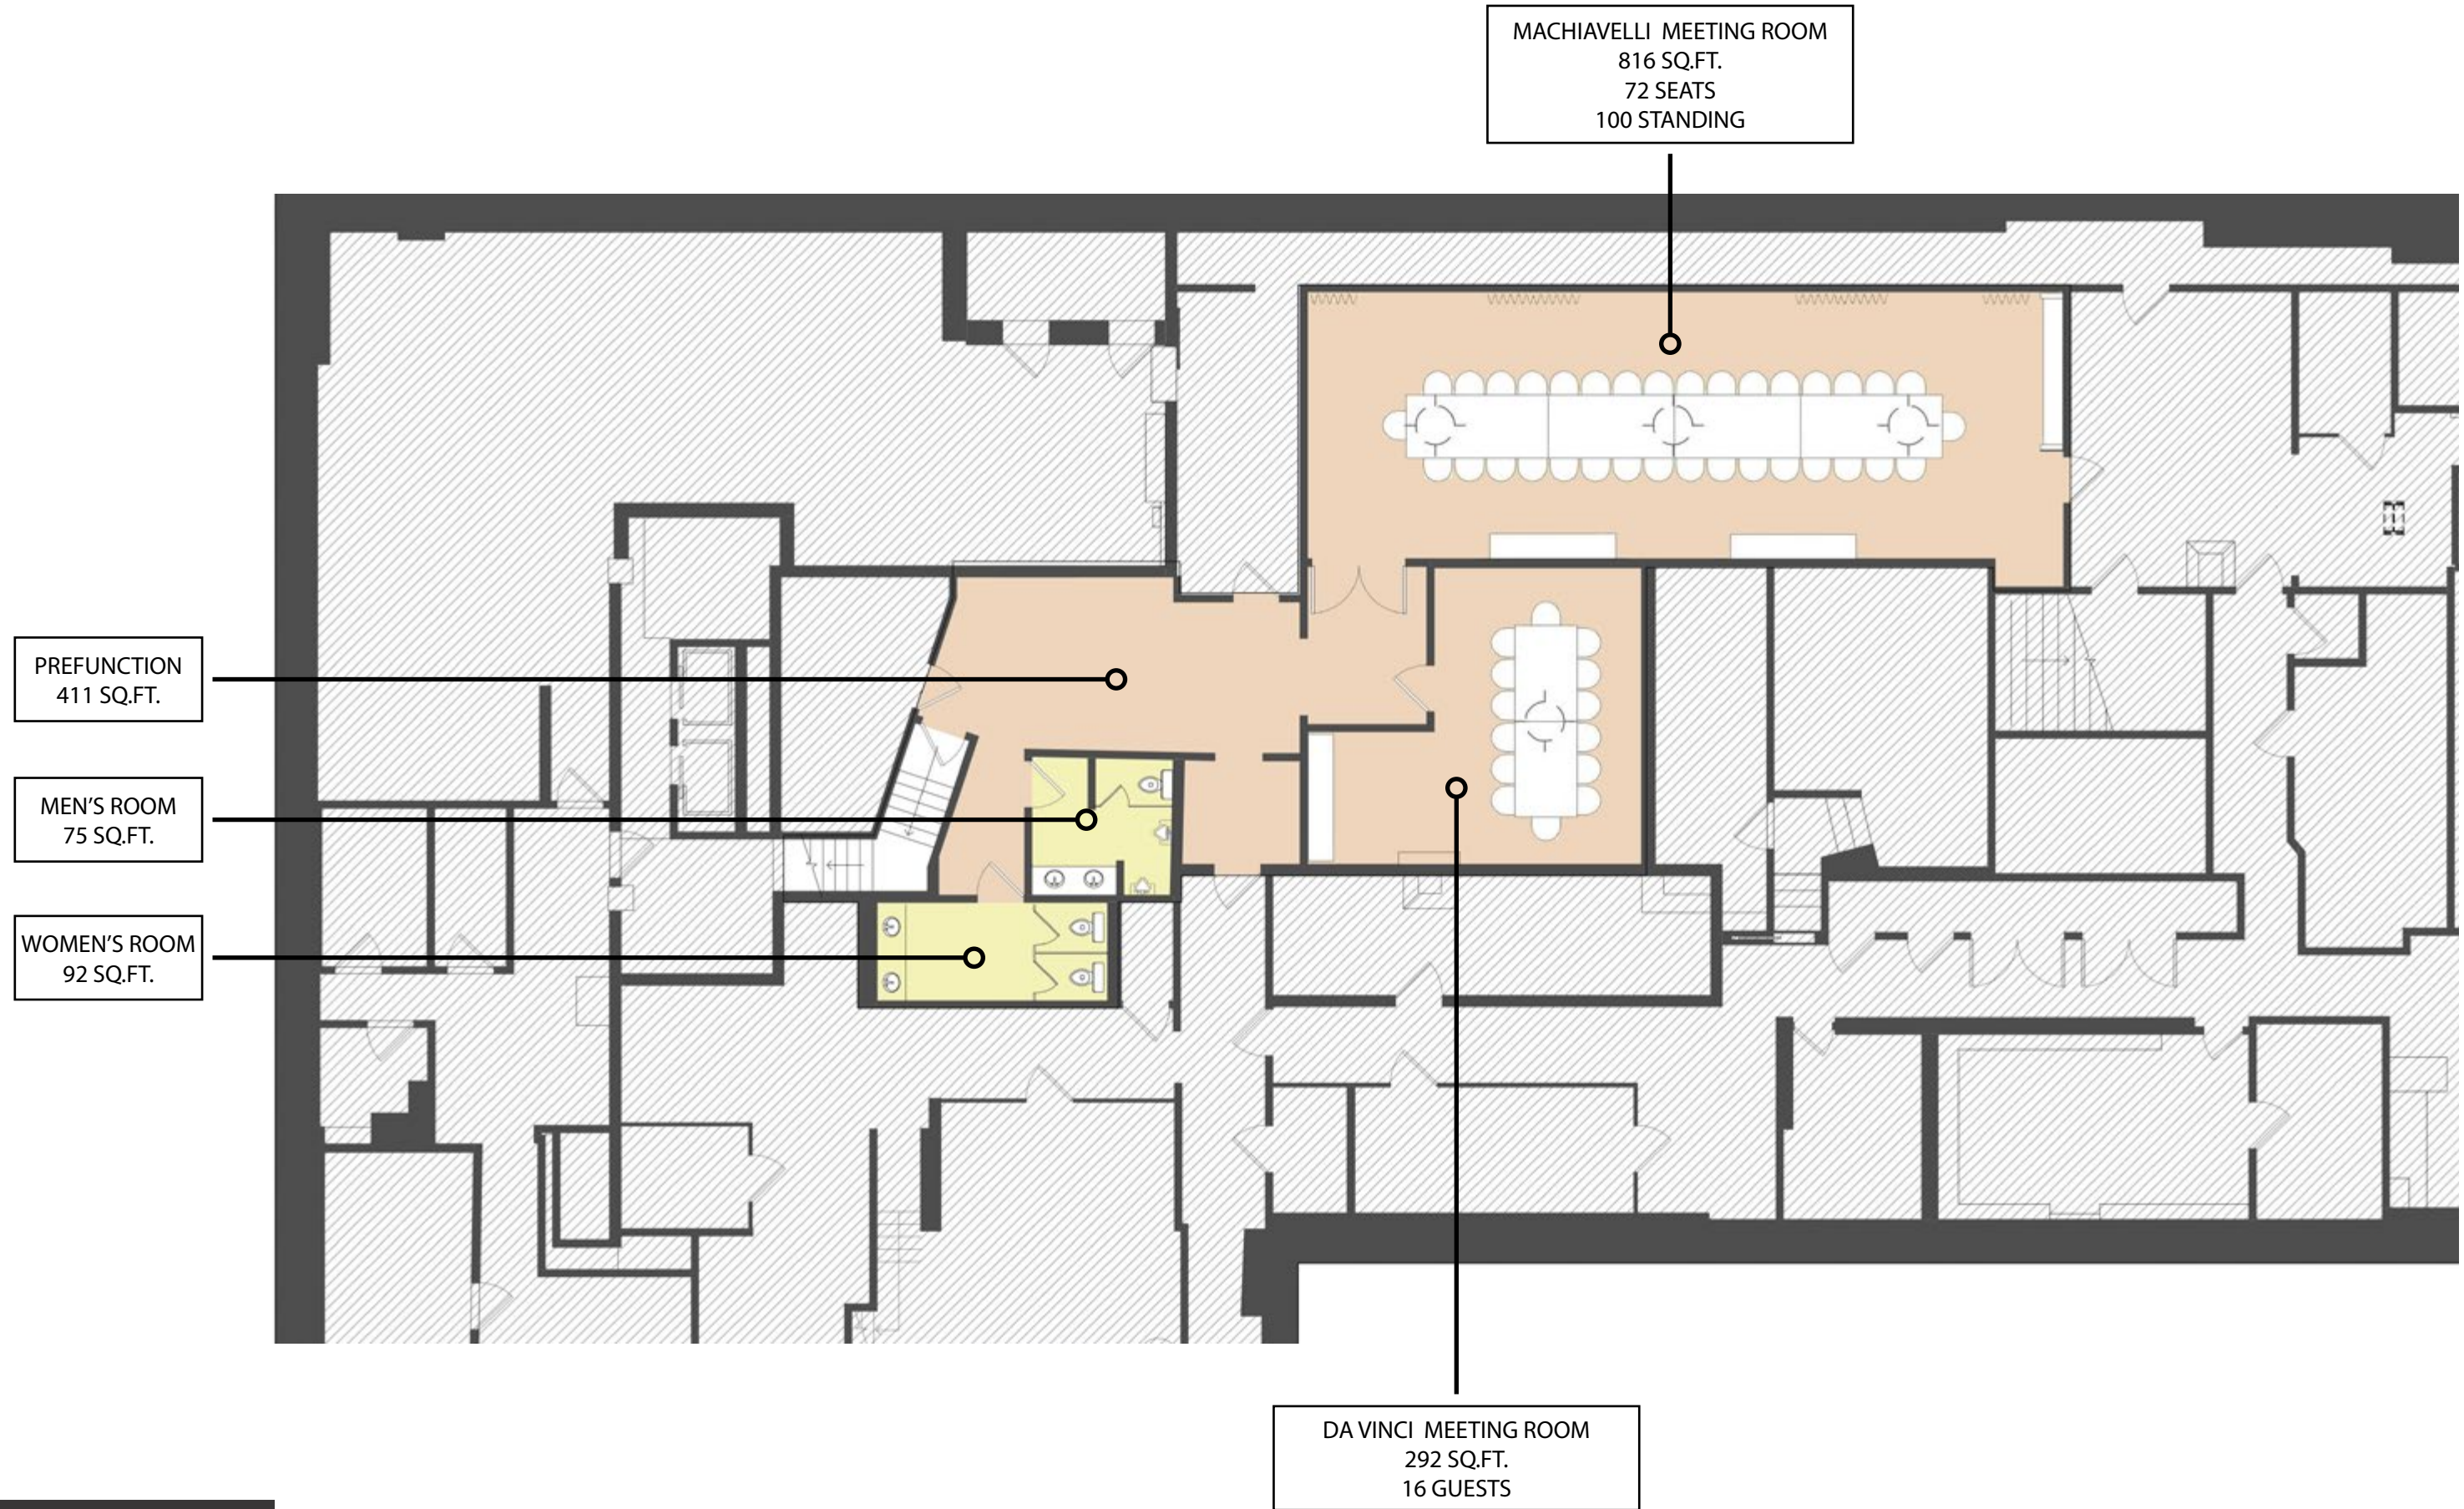 MACHIAVELLI MEETING ROOM
816 SQ.FT.
72 SEATS
100 STANDING
PREFUNCTION
411 SQ.FT.
MEN'S ROOM
75 SQ.FT.
WOMEN'S ROOM
92 SQ.FT.
DA VINCI MEETING ROOM
292 SQ.FT.
16 GUESTS